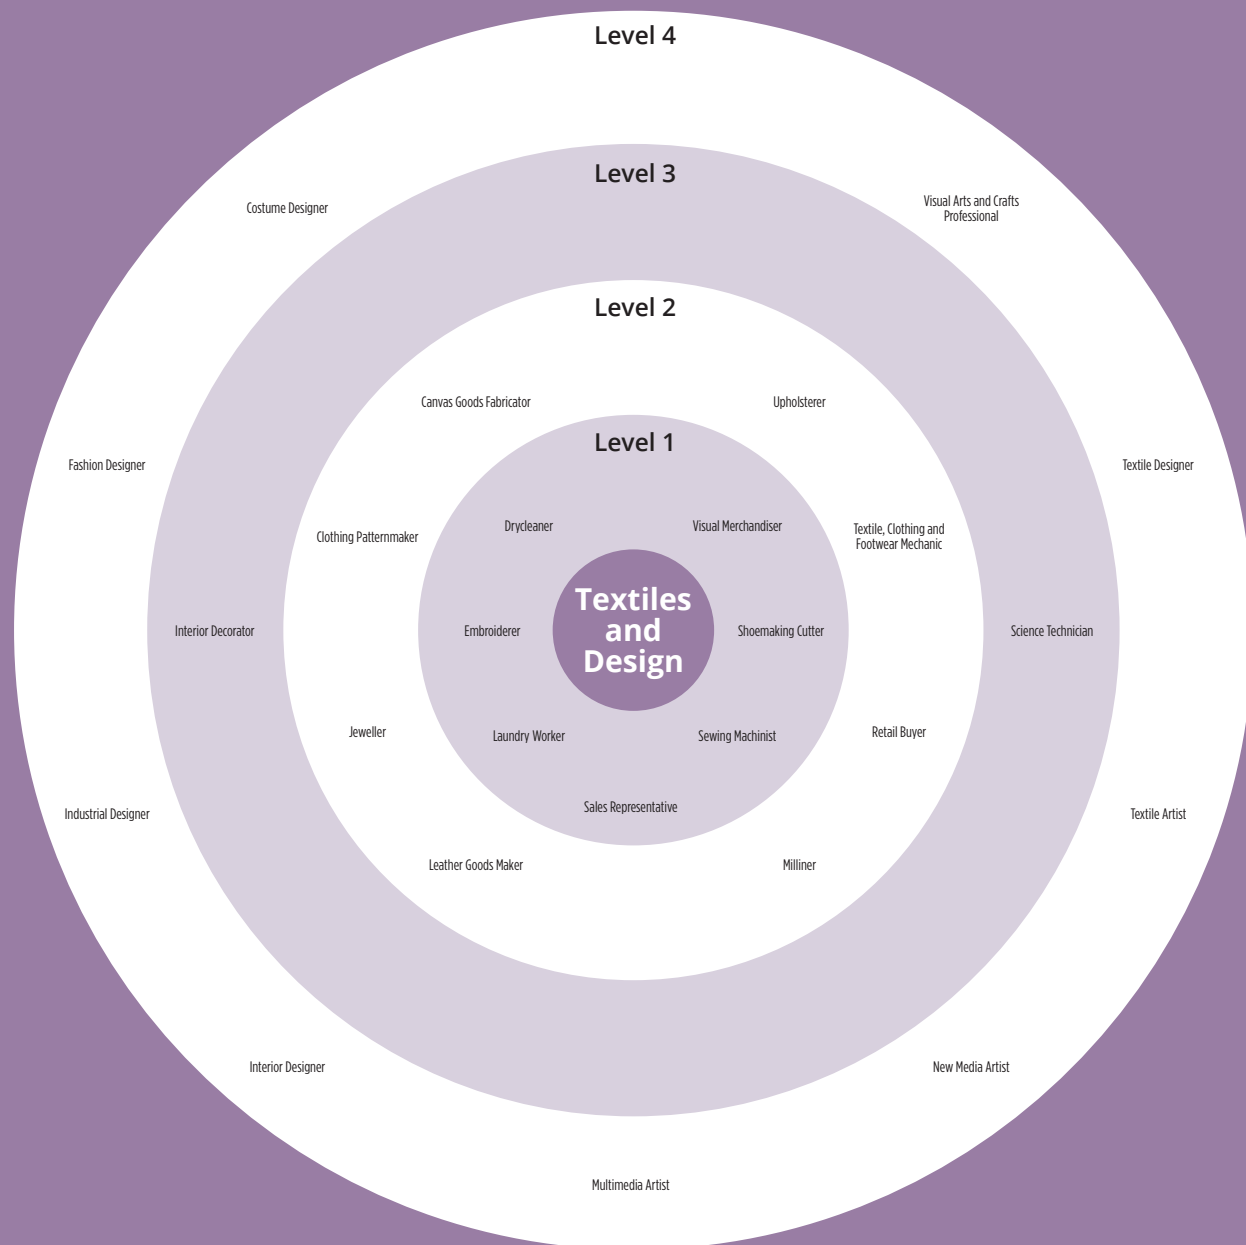 Level 4
Costume Designer
Visual Arts and Crafts
Professional
Fashion Designer
Textile Designer
Industrial Designer
Textile Artist
Interior Designer
New Media Artist
Multimedia Artist
Level 3
Interior Decorator
Science Technician
Level 2
Canvas Goods Fabricator
Upholsterer
Clothing Patternmaker
Textile, Clothing and
Footwear Mechanic
Jeweller
Retail Buyer
Leather Goods Maker
Milliner
Level 1
Drycleaner
Visual Merchandiser
Embroiderer
Shoemaking Cutter
Laundry Worker
Sewing Machinist
Sales Representative
Textiles
and
Design